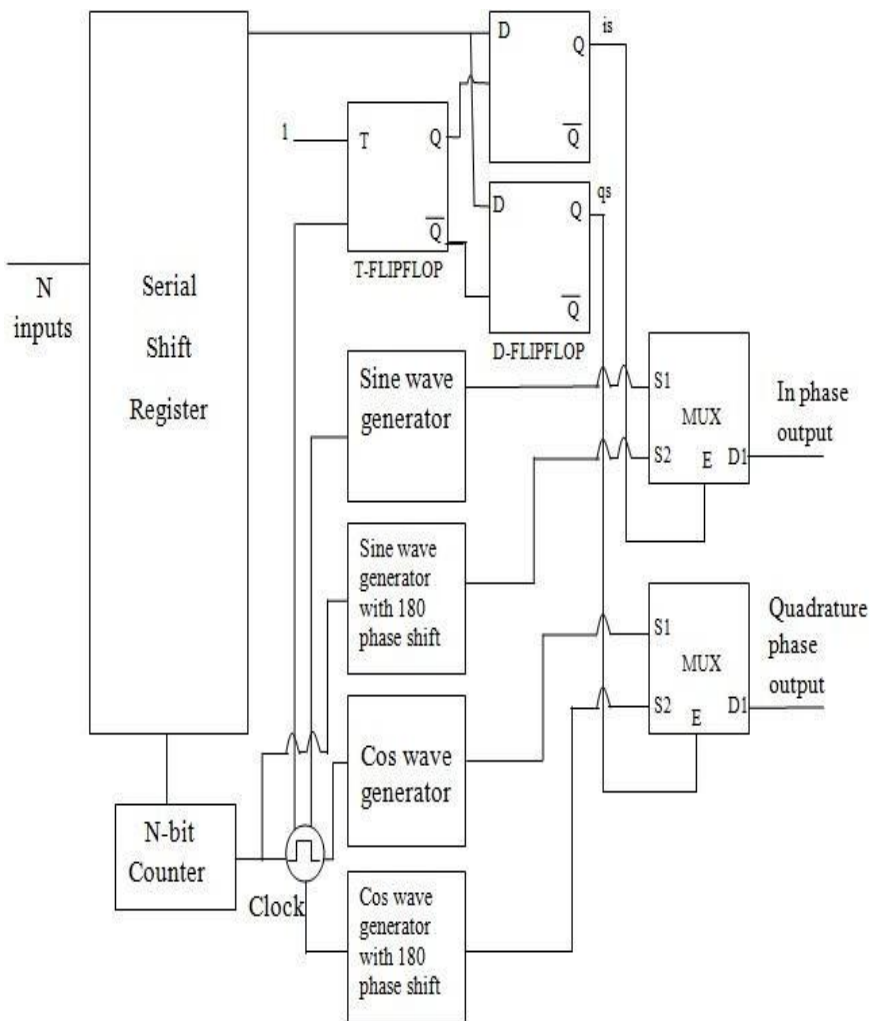 N
inputs
Serial
Shift
Register
N-bit
Counter
Clock
1
T
Q
Q
T-FLIPFLOP
D
Q
Q
is
D
Q
Q
qs
D-FLIPFLOP
Sine wave
generator
Sine wave
generator
with 180
phase shift
Cos wave
generator
Cos wave
generator
with 180
phase shift
S1
MUX
S2
E
D1
In phase
output
S1
MUX
S2
E
D1
Quadrature
phase
output